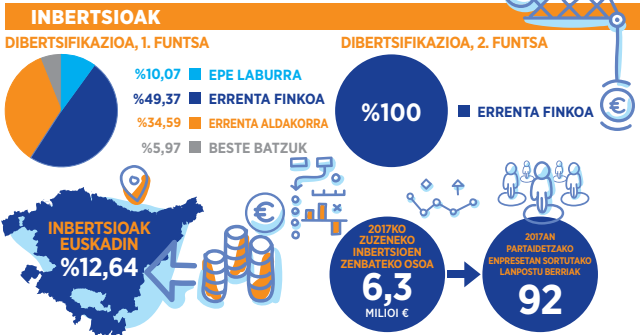 INBERTSIOAK
DIBERTSIFIKAZIOA, 1. FUNTSA
%10,07 EPE LABURRA
%49,37 ERRENTA FINKOA
%34,59 ERRENTA ALDAKORRA
%5,97 BESTE BATZUK
DIBERTSIFIKAZIOA, 2. FUNTSA
%100
ERRENTA FINKOA
€
INBERTSIOAK
EUSKADIN
%12,64
€
2017KO
ZUZENEKO
INBERTSIOEN
ZENBATEKO OSOA
6,3
MILIOI €
2017AN
PARTAIDETZAKO
ENPRESETAN SORTUTAKO
LANPOSTU BERRIAK
92